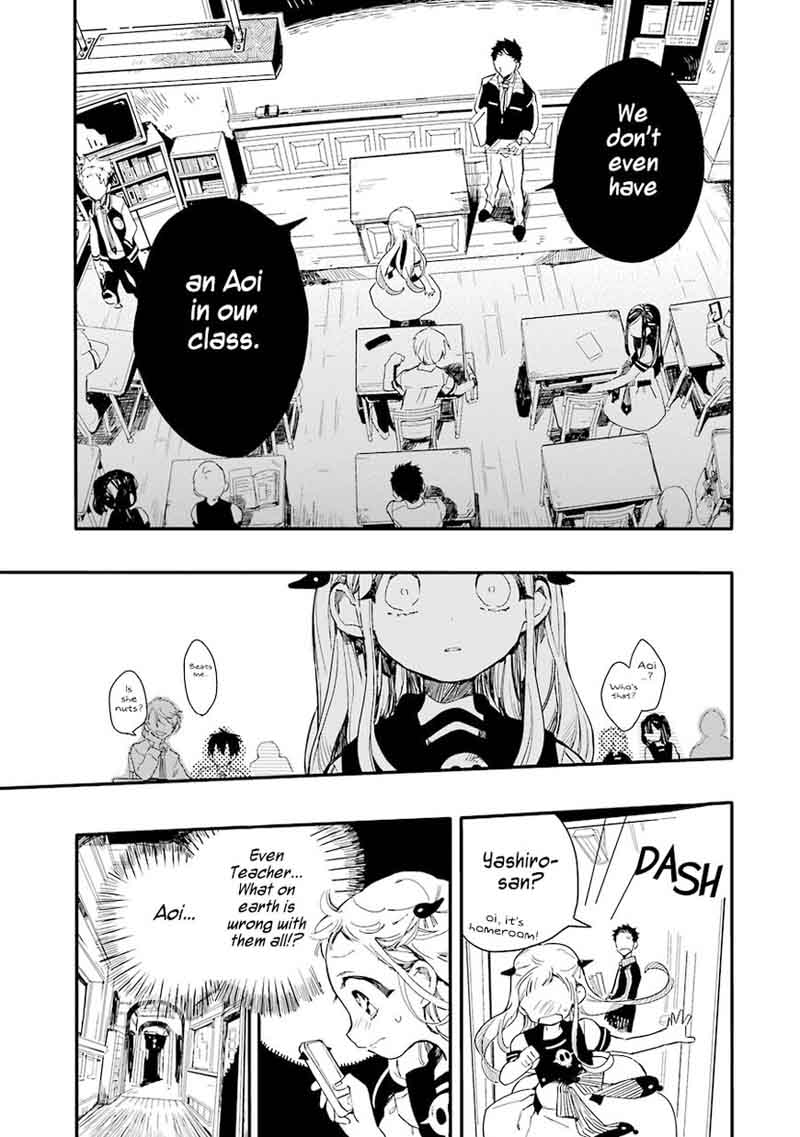 We
don't
even
have
an Aoi
in our
class.
Aoi
...?
Who's
that?
Beats
me...
Is
she
nuts?
Yashiro-
san?
oi, it's
homeroom!
DASH
Even
Teacher...
What on
earth is
wrong with
them all!?
Aoi...